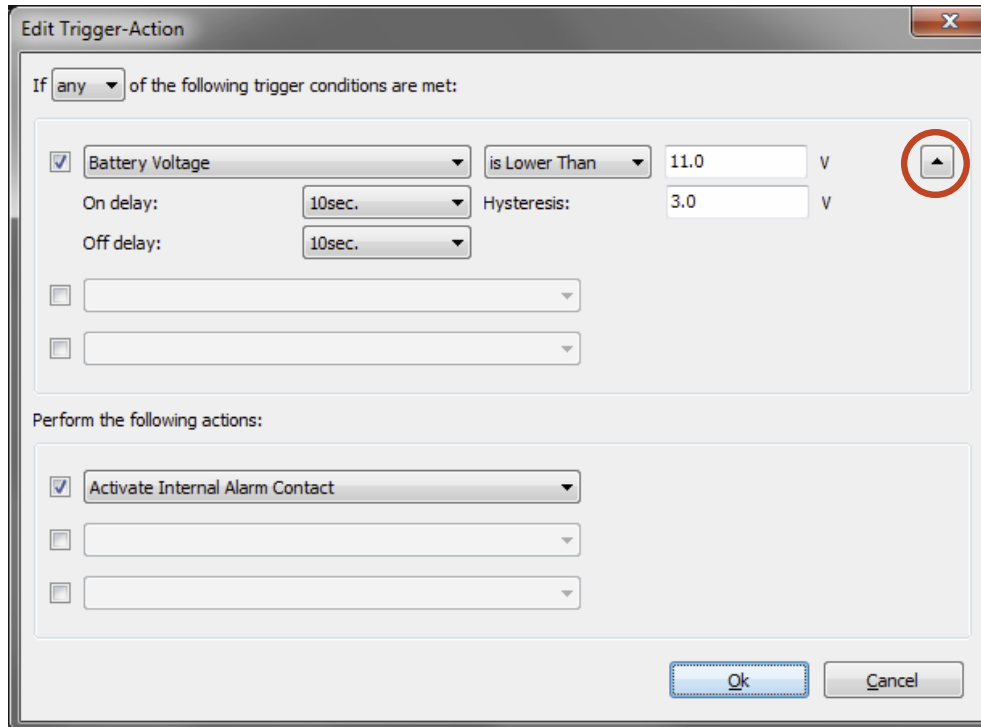 Edit Trigger-Action
If any of the following trigger conditions are met:
Battery Voltage is Lower Than 11.0 V
On delay: 10sec. Hysteresis: 3.0 V
Off delay: 10sec.
Perform the following actions:
Activate Internal Alarm Contact
Ok Cancel